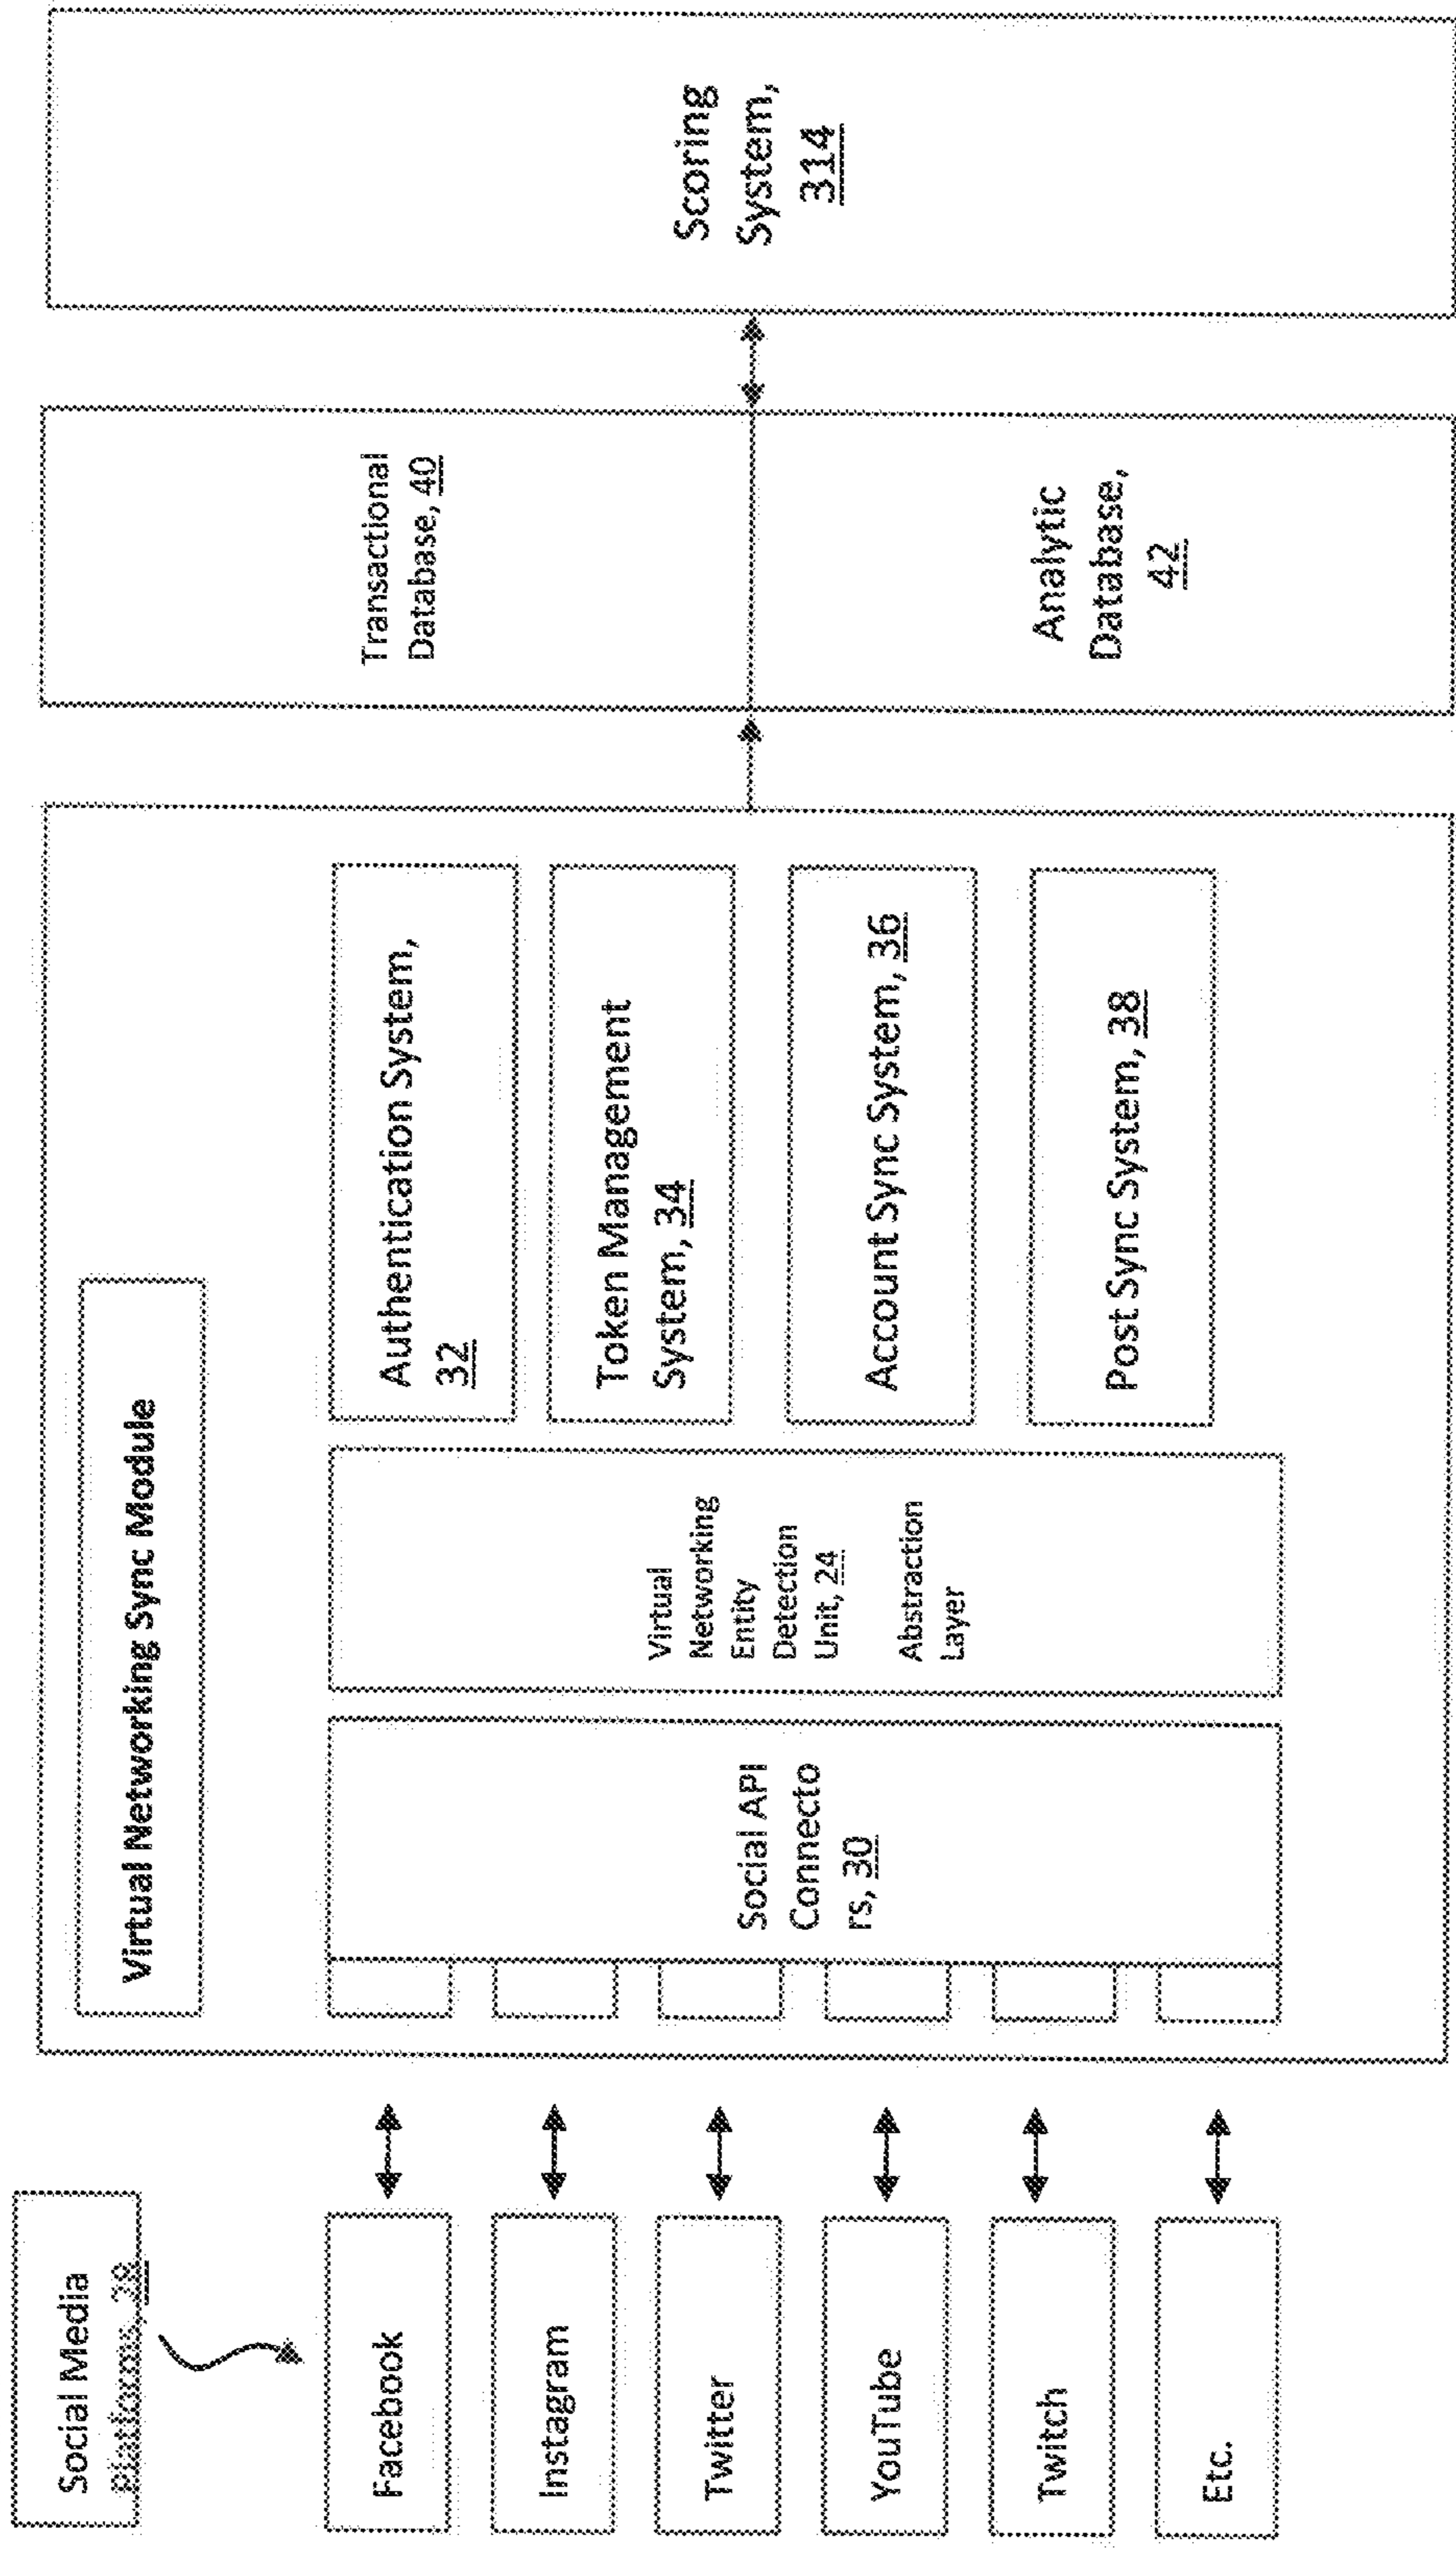 Social Media
Platforms,
Facebook
Instagram
Twitter
YouTube
Twitch
Etc.
Virtual Networking Sync Module
Social API
Connecto
rs, 30
Virtual
Networking
Entity
Detection
Unit, 24
Abstraction
Layer
Authentication System,
32
Token Management
System, 34
Account Sync System, 36
Post Sync System, 38
Transactional
Database, 40
Analytic
Database,
42
Scoring
System,
314